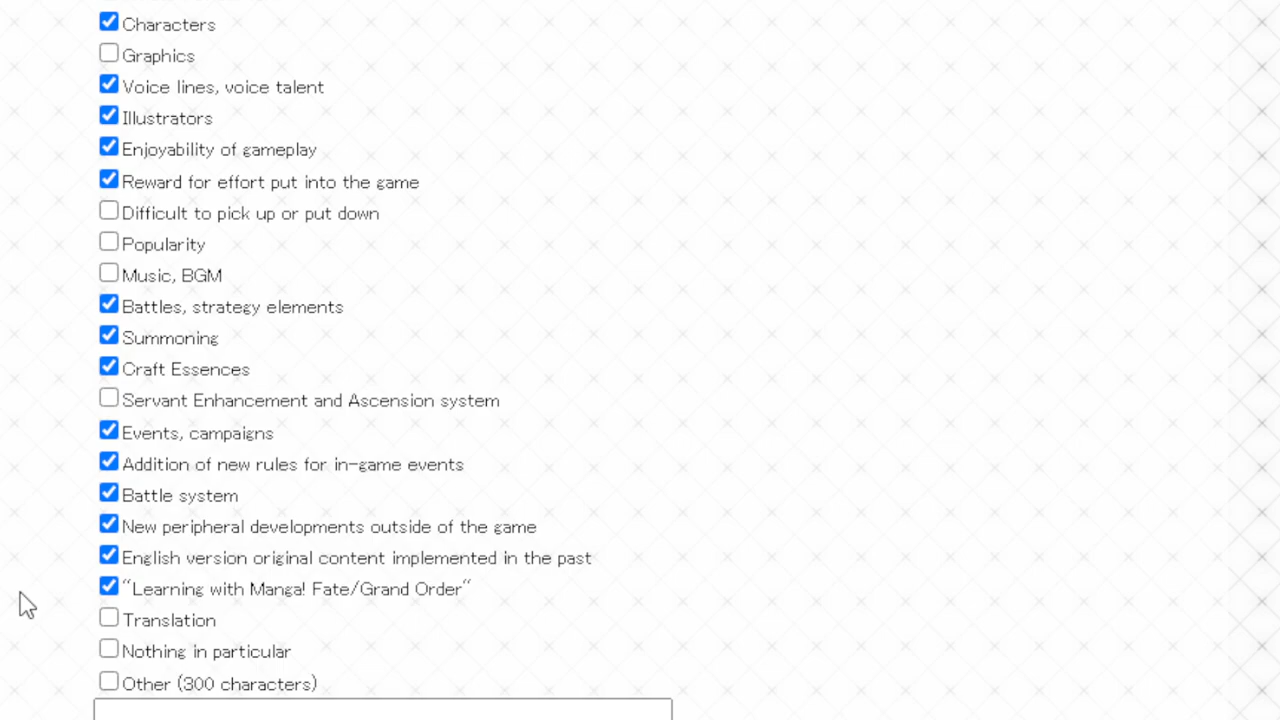 Characters
Graphics
Voice lines, voice talent
Illustrators
Enjoyability of gameplay
Reward for effort put into the game
Difficult to pick up or put down
Popularity
Music, BGM
Battles, strategy elements
Summoning
Craft Essences
Servant Enhancement and Ascension system
Events, campaigns
Addition of new rules for in-game events
Battle system
New peripheral developments outside of the game
English version original content implemented in the past
“Learning with Manga! Fate/Grand Order“
Translation
Nothing in particular
Other (300 characters)